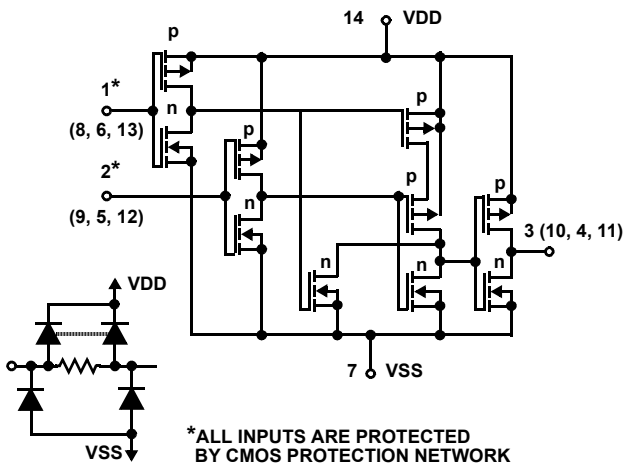 14 VDD
p
1*
(8, 6, 13)
n
p
p
2*
(9, 5, 12)
n
p
p
3 (10, 4, 11)
n
n
n
VDD
7 VSS
VSS
*ALL INPUTS ARE PROTECTED
BY CMOS PROTECTION NETWORK